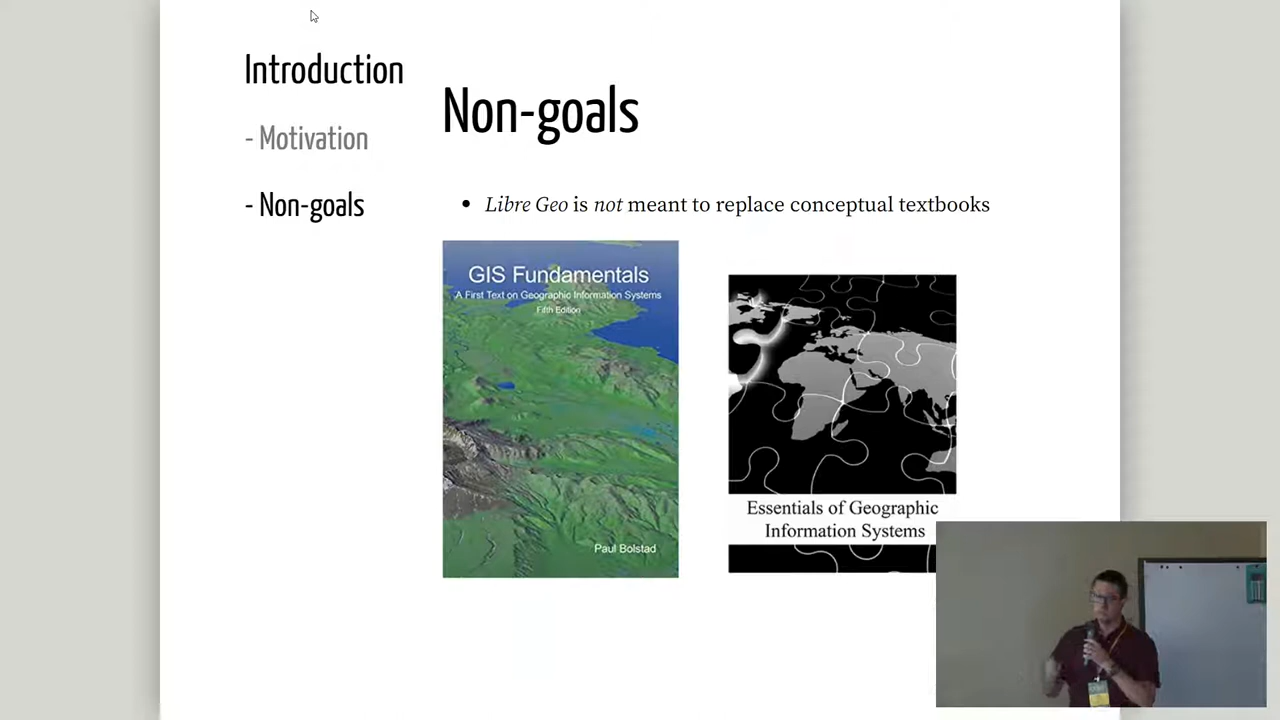 Introduction
- Motivation
- Non-goals
Non-goals
• Libre Geo is not meant to replace conceptual textbooks
GIS Fundamentals
A First Text on Geographic Information Systems
Fifth Edition
Paul Bolstad
Essentials of Geographic
Information Systems